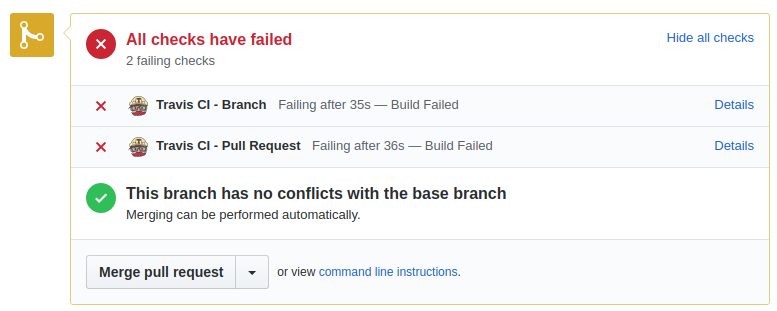 All checks have failed
Hide all checks
2 failing checks
Travis CI - Branch Failing after 35s — Build Failed
Details
Travis CI - Pull Request Failing after 36s — Build Failed
Details
This branch has no conflicts with the base branch
Merging can be performed automatically.
Merge pull request or view command line instructions.